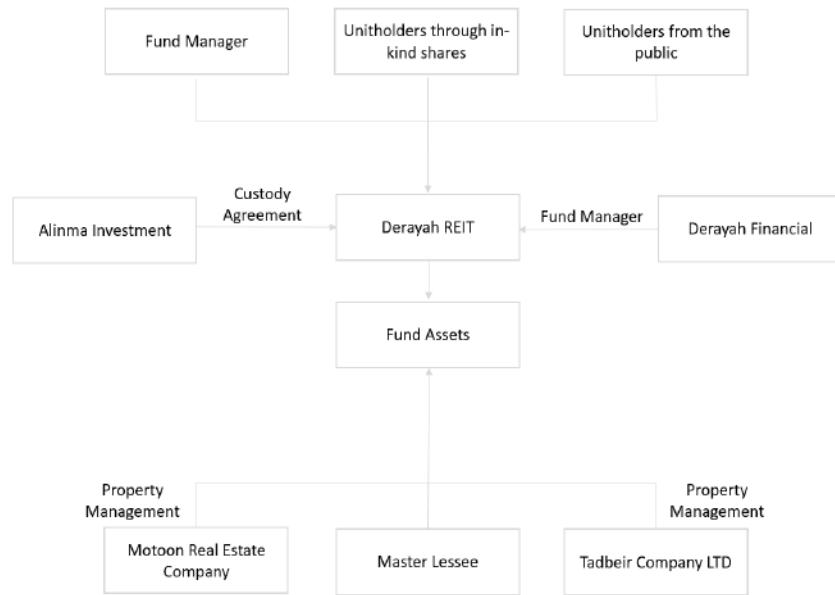 Fund Manager
Unitholders through in-
kind shares
Unitholders from the
public
Custody
Agreement
Alinma Investment
Derayah REIT
Fund Manager
Derayah Financial
Fund Assets
Property
Management
Property
Management
Motoon Real Estate
Company
Master Lessee
Tadbeir Company LTD